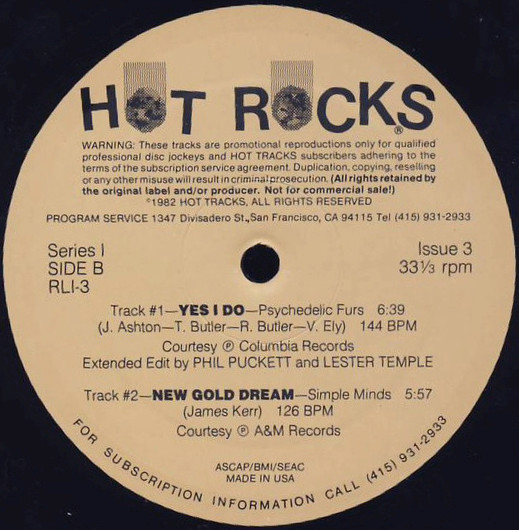 HOT ROCKS®
WARNING: These tracks are promotional reproductions only for qualified
professional disc jockeys and HOT TRACKS subscribers adhering to the
terms of the subscription service agreement. Duplication, copying, reselling
or any other misuse will result in criminal prosecution. (All rights retained by
the original label and/or producer. Not for commercial sale!)
©1982 HOT TRACKS, ALL RIGHTS RESERVED
PROGRAM SERVICE 1347 Divisadero St., San Francisco, CA 94115 Tel (415) 931-2933
Series I
SIDE B
RLI-3
Issue 3
33⅓ rpm
Track #1—YES I DO—Psychedelic Furs 6:39
(J. Ashton—T. Butler—R. Butler—V. Ely) 144 BPM
Courtesy ℗ Columbia Records
Extended Edit by PHIL PUCKETT and LESTER TEMPLE
Track #2—NEW GOLD DREAM—Simple Minds 5:57
(James Kerr) 126 BPM
Courtesy ℗ A&M Records
ASCAP/BMI/SEAC
MADE IN USA
FOR SUBSCRIPTION INFORMATION CALL (415) 931-2933